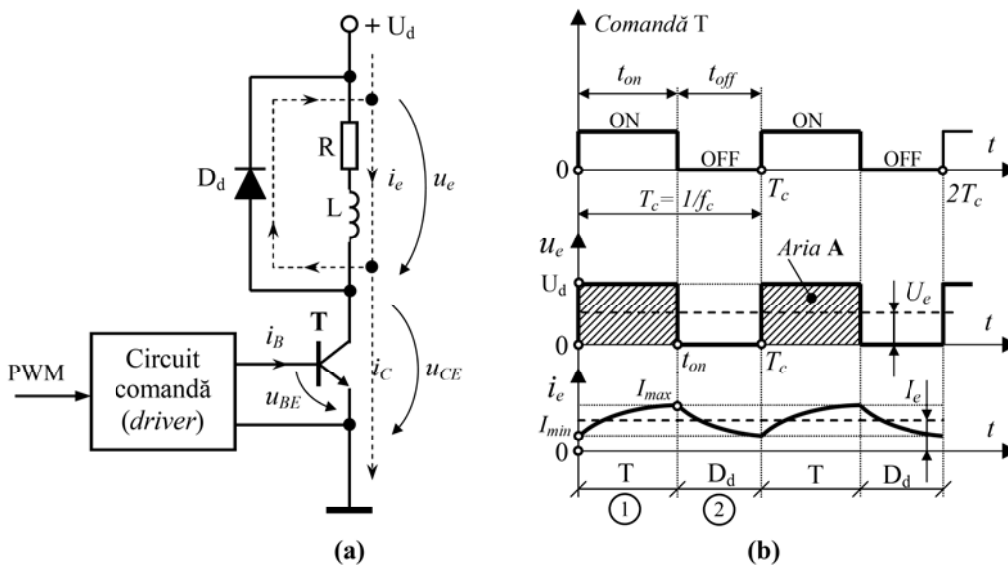 + U_d
R
D_d
i_e
u_e
L
T
i_B
PWM
Circuit
comandă
(driver)
u_BE
i_C
u_CE
(a)
Comandă T
t_on
t_off
ON
ON
OFF
OFF
t
0
T_c
2T_c
T_c = 1/f_c
u_e
Aria A
U_d
U_e
t
0
t_on
T_c
i_e
I_max
I_e
I_min
t
0
T
D_d
T
D_d
1
2
(b)